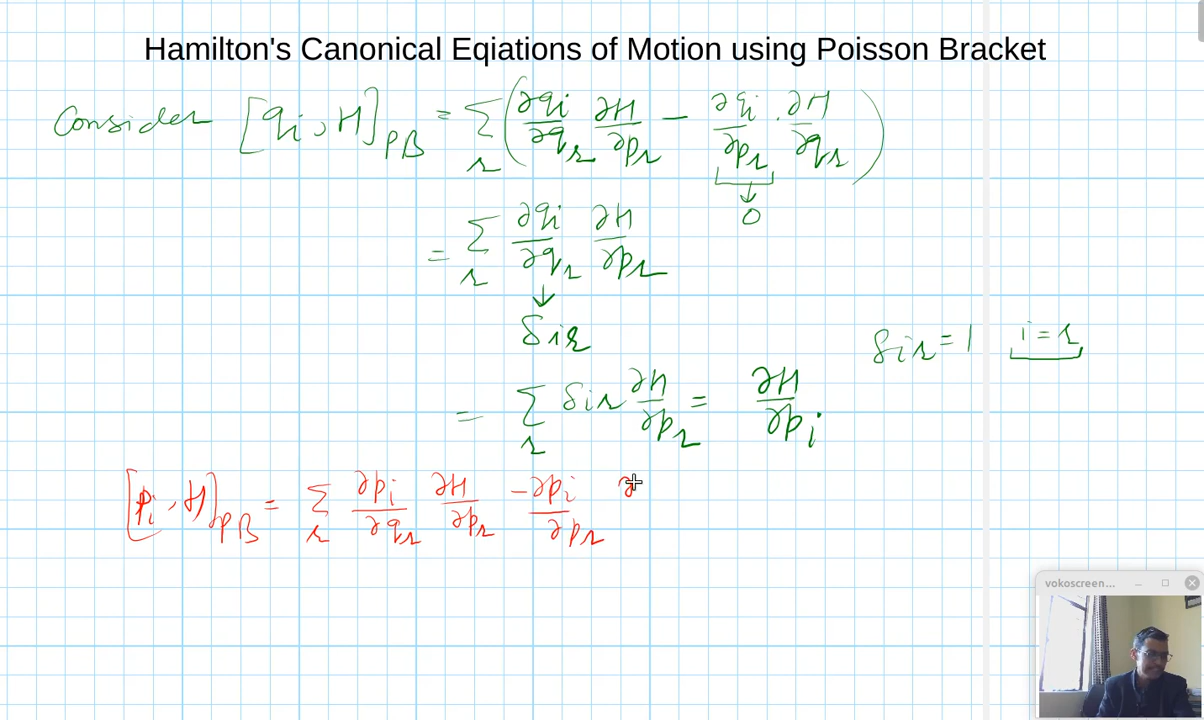 Hamilton's Canonical Eqiations of Motion using Poisson Bracket
Consider [qi, H]PB = Σr (∂qi/∂qr ∂H/∂pr − ∂qi/∂pr · ∂H/∂qr)
↓
0
= Σr ∂qi/∂qr ∂H/∂pr
↓
δir
δir = 1 i = r
= Σr δir ∂H/∂pr = ∂H/∂pi
[pi, H]PB = Σr ∂pi/∂qr ∂H/∂pr − ∂pi/∂pr ∂
vokoscreen...